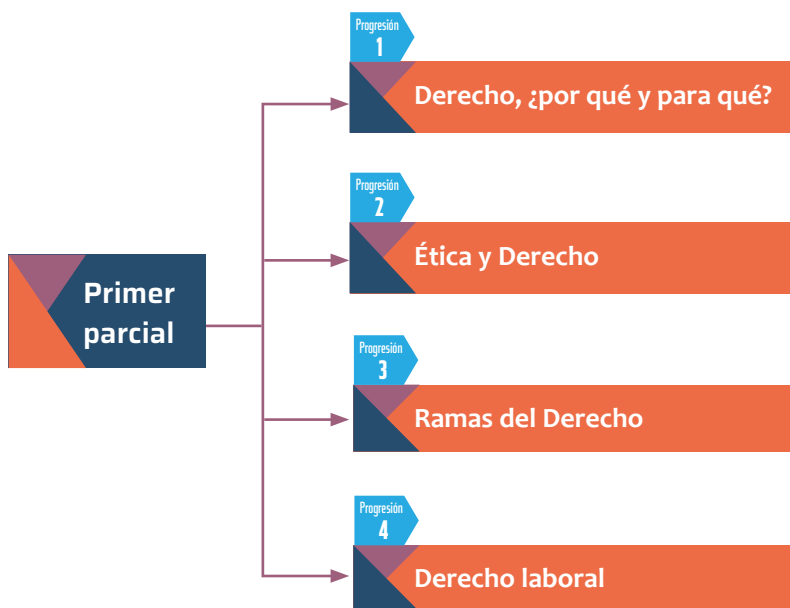 Progresión
1
Derecho, ¿por qué y para qué?
Progresión
2
Ética y Derecho
Primer
parcial
Progresión
3
Ramas del Derecho
Progresión
4
Derecho laboral